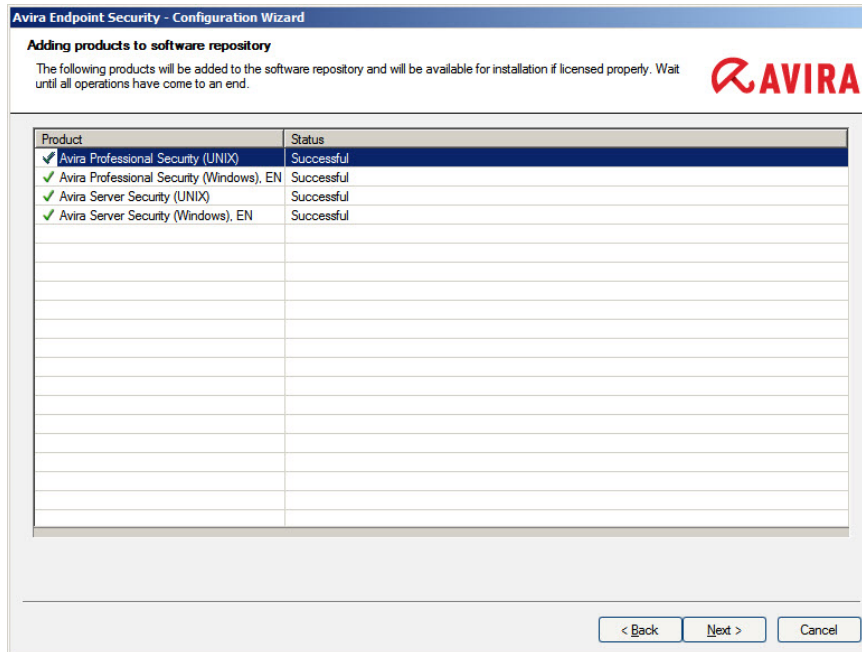 Avira Endpoint Security - Configuration Wizard
Adding products to software repository
The following products will be added to the software repository and will be available for installation if licensed properly. Wait
until all operations have come to an end.
AVIRA
Product Status
Avira Professional Security (UNIX) Successful
Avira Professional Security (Windows), EN Successful
Avira Server Security (UNIX) Successful
Avira Server Security (Windows), EN Successful
< Back Next > Cancel